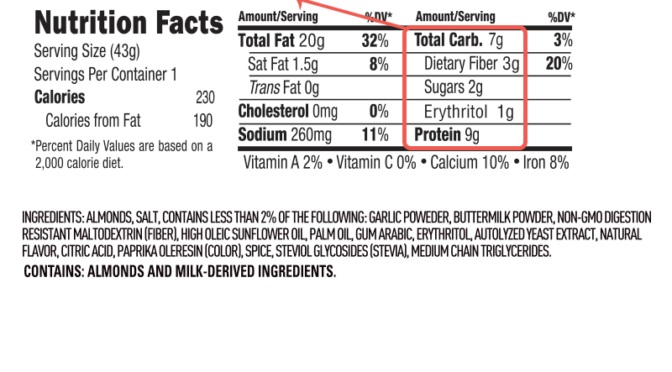 Nutrition Facts
Serving Size (43g)
Servings Per Container 1
Calories 230
Calories from Fat 190
*Percent Daily Values are based on a
2,000 calorie diet.
Amount/Serving %DV* Amount/Serving %DV*
Total Fat 20g 32% Total Carb. 7g 3%
Sat Fat 1.5g 8% Dietary Fiber 3g 20%
Trans Fat 0g Sugars 2g
Cholesterol 0mg 0% Erythritol 1g
Sodium 260mg 11% Protein 9g
Vitamin A 2% • Vitamin C 0% • Calcium 10% • Iron 8%
INGREDIENTS: ALMONDS, SALT, CONTAINS LESS THAN 2% OF THE FOLLOWING: GARLIC POWEDER, BUTTERMILK POWDER, NON-GMO DIGESTION
RESISTANT MALTODEXTRIN (FIBER), HIGH OLEIC SUNFLOWER OIL, PALM OIL, GUM ARABIC, ERYTHRITOL, AUTOLYZED YEAST EXTRACT, NATURAL
FLAVOR, CITRIC ACID, PAPRIKA OLERESIN (COLOR), SPICE, STEVIOL GLYCOSIDES (STEVIA), MEDIUM CHAIN TRIGLYCERIDES.
CONTAINS: ALMONDS AND MILK-DERIVED INGREDIENTS.